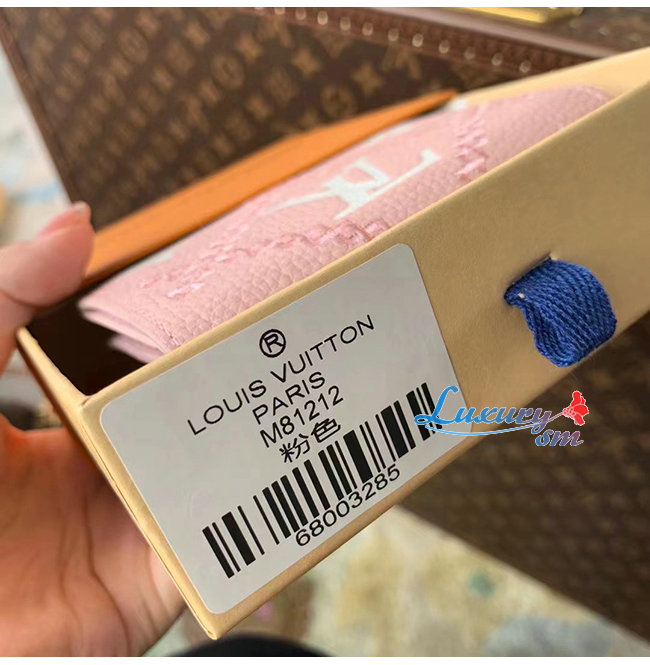 ®
LOUIS VUITTON
PARIS
M81212
粉色
68003285
Luxury
sm